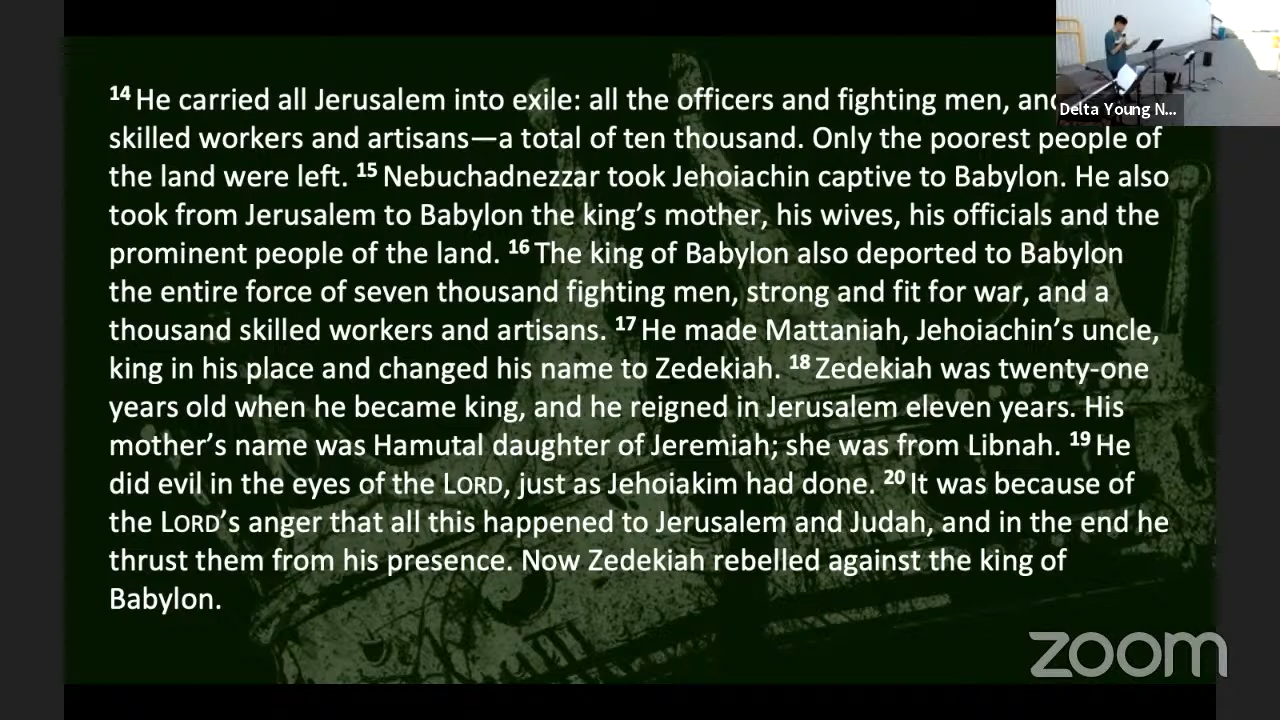 14 He carried all Jerusalem into exile: all the officers and fighting men, and
skilled workers and artisans—a total of ten thousand. Only the poorest people of
the land were left. 15 Nebuchadnezzar took Jehoiachin captive to Babylon. He also
took from Jerusalem to Babylon the king’s mother, his wives, his officials and the
prominent people of the land. 16 The king of Babylon also deported to Babylon
the entire force of seven thousand fighting men, strong and fit for war, and a
thousand skilled workers and artisans. 17 He made Mattaniah, Jehoiachin’s uncle,
king in his place and changed his name to Zedekiah. 18 Zedekiah was twenty-one
years old when he became king, and he reigned in Jerusalem eleven years. His
mother’s name was Hamutal daughter of Jeremiah; she was from Libnah. 19 He
did evil in the eyes of the LORD, just as Jehoiakim had done. 20 It was because of
the LORD’s anger that all this happened to Jerusalem and Judah, and in the end he
thrust them from his presence. Now Zedekiah rebelled against the king of
Babylon.
Delta Young N...
zoom